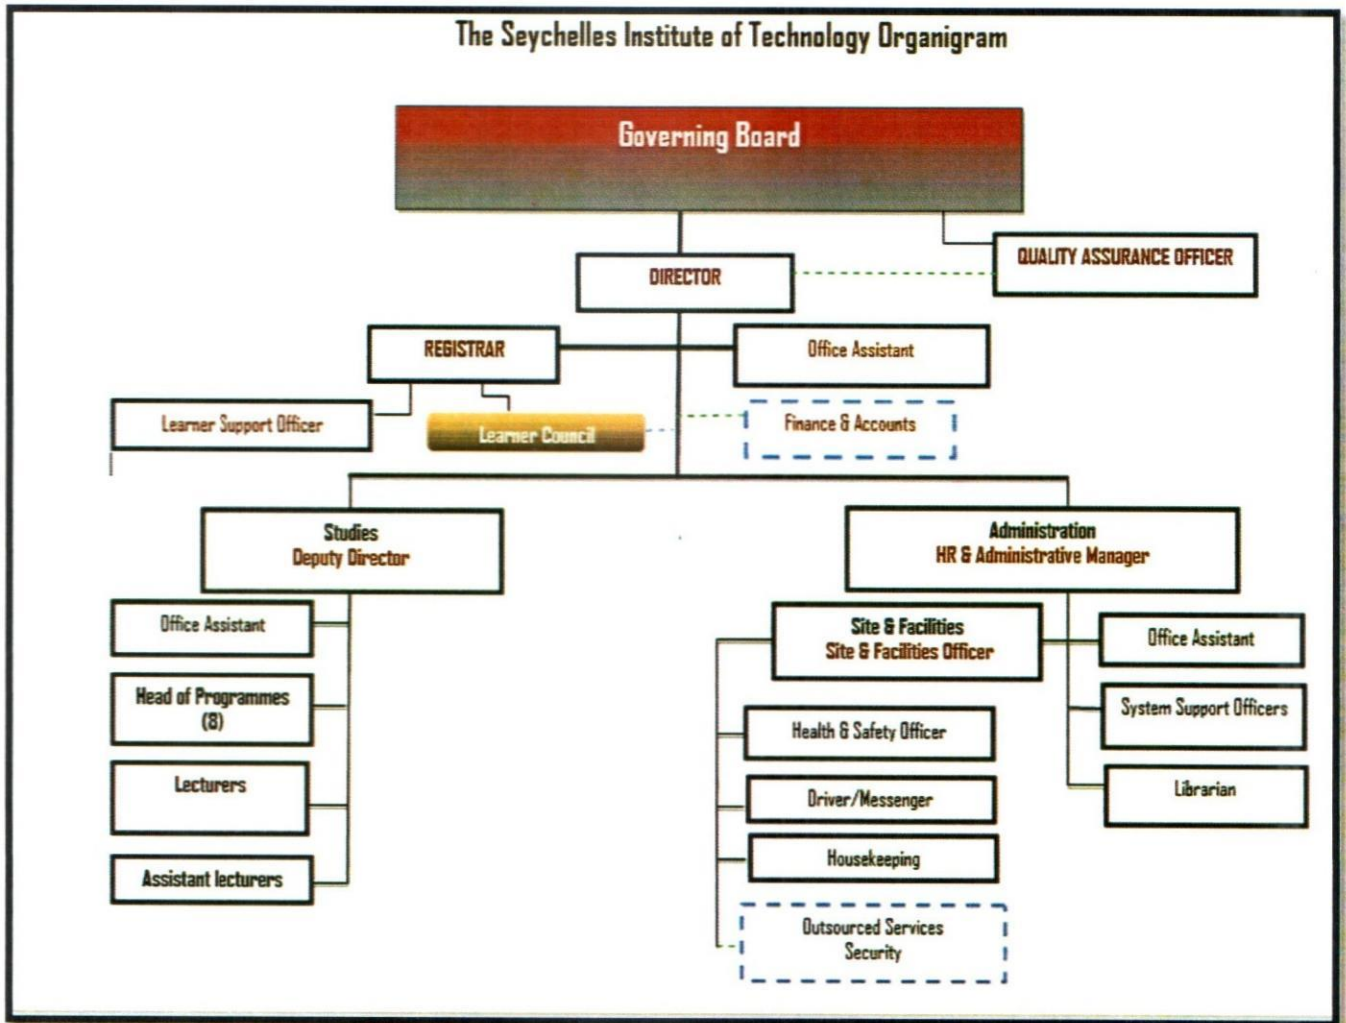 The Seychelles Institute of Technology Organigram
Governing Board
QUALITY ASSURANCE OFFICER
DIRECTOR
REGISTRAR
Office Assistant
Learner Support Officer
Learner Council
Finance & Accounts
Studies
Deputy Director
Administration
HR & Administrative Manager
Office Assistant
Head of Programmes
(8)
Lecturers
Assistant lecturers
Site & Facilities
Site & Facilities Officer
Health & Safety Officer
Driver/Messenger
Housekeeping
Outsourced Services
Security
Office Assistant
System Support Officers
Librarian